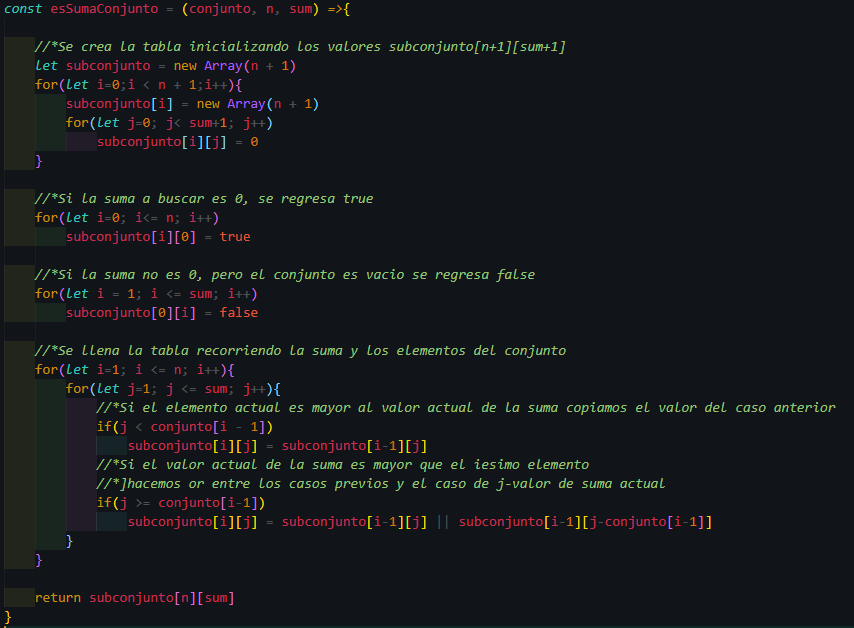 const esSumaConjunto = (conjunto, n, sum) =>{
//*Se crea la tabla inicializando los valores subconjunto[n+1][sum+1]
let subconjunto = new Array(n + 1)
for(let i=0;i < n + 1;i++){
subconjunto[i] = new Array(n + 1)
for(let j=0; j< sum+1; j++)
subconjunto[i][j] = 0
}
//*Si la suma a buscar es 0, se regresa true
for(let i=0; i<= n; i++)
subconjunto[i][0] = true
//*Si la suma no es 0, pero el conjunto es vacio se regresa false
for(let i = 1; i <= sum; i++)
subconjunto[0][i] = false
//*Se llena la tabla recorriendo la suma y los elementos del conjunto
for(let i=1; i <= n; i++){
for(let j=1; j <= sum; j++){
//*Si el elemento actual es mayor al valor actual de la suma copiamos el valor del caso anterior
if(j < conjunto[i - 1])
subconjunto[i][j] = subconjunto[i-1][j]
//*Si el valor actual de la suma es mayor que el iesimo elemento
//*]hacemos or entre los casos previos y el caso de j-valor de suma actual
if(j >= conjunto[i-1])
subconjunto[i][j] = subconjunto[i-1][j] || subconjunto[i-1][j-conjunto[i-1]]
}
}
return subconjunto[n][sum]
}